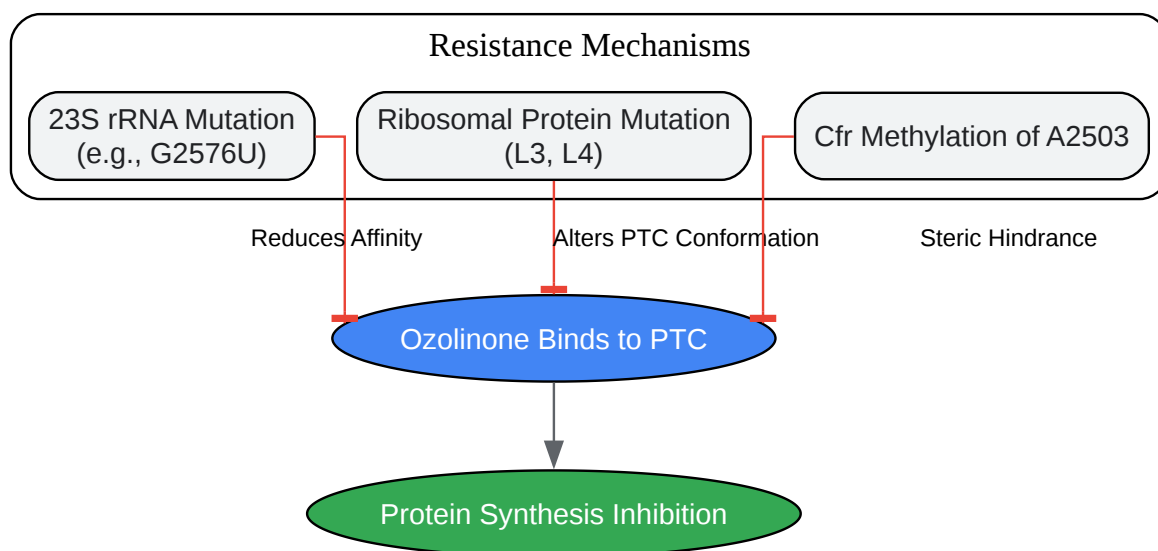 Resistance Mechanisms
23S rRNA Mutation
(e.g., G2576U)
Ribosomal Protein Mutation
(L3, L4)
Cfr Methylation of A2503
Reduces Affinity
Alters PTC Conformation
Steric Hindrance
Ozolinone Binds to PTC
Protein Synthesis Inhibition